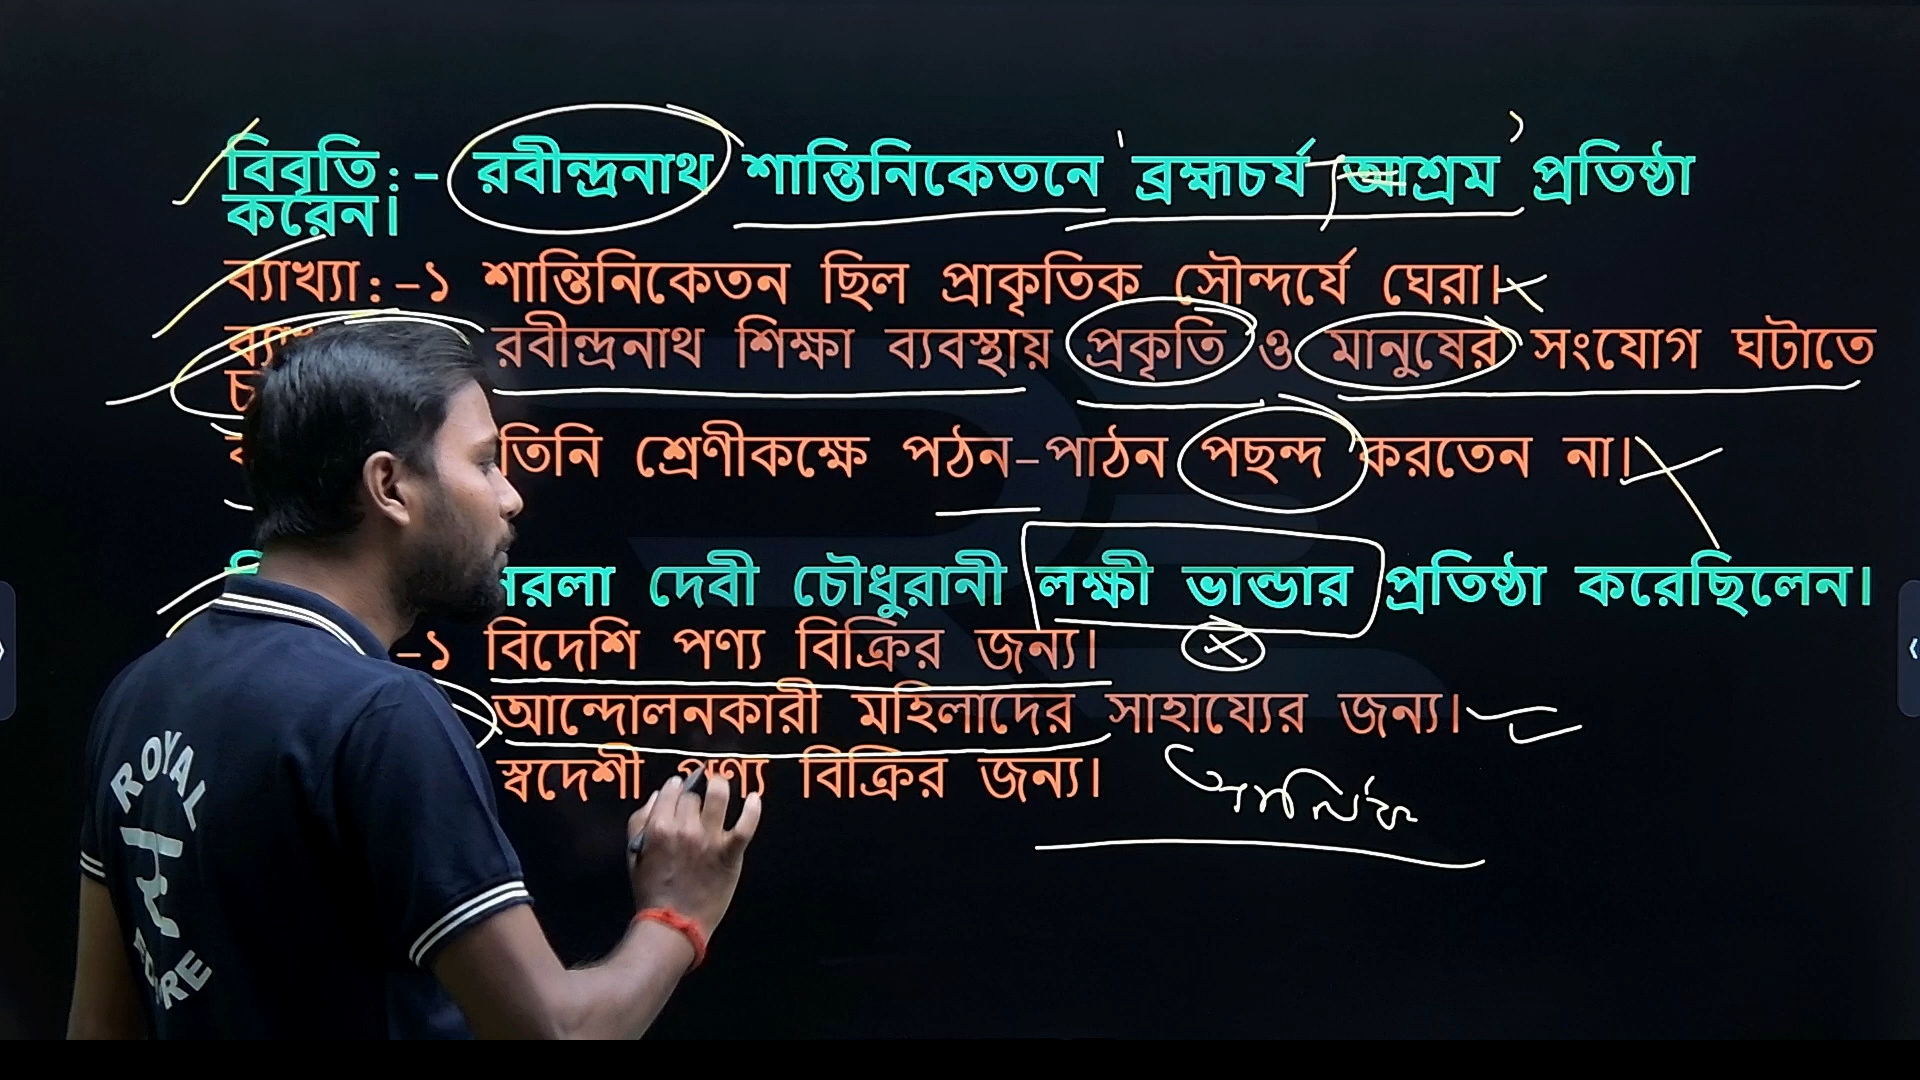 বিবৃতি:- রবীন্দ্রনাথ শান্তিনিকেতনে 'ব্রহ্মচর্য আশ্রম' প্রতিষ্ঠা
করেন।
ব্যাখ্যা:-১ শান্তিনিকেতন ছিল প্রাকৃতিক সৌন্দর্যে ঘেরা।
রবীন্দ্রনাথ শিক্ষা ব্যবস্থায় প্রকৃতি ও মানুষের সংযোগ ঘটাতে
তিনি শ্রেণীকক্ষে পঠন-পাঠন পছন্দ করতেন না।
দেবী চৌধুরানী লক্ষী ভান্ডার প্রতিষ্ঠা করেছিলেন।
-১ বিদেশি পণ্য বিক্রির জন্য।
আন্দোলনকারী মহিলাদের সাহায্যের জন্য।
স্বদেশী পণ্য বিক্রির জন্য।
ROYAL